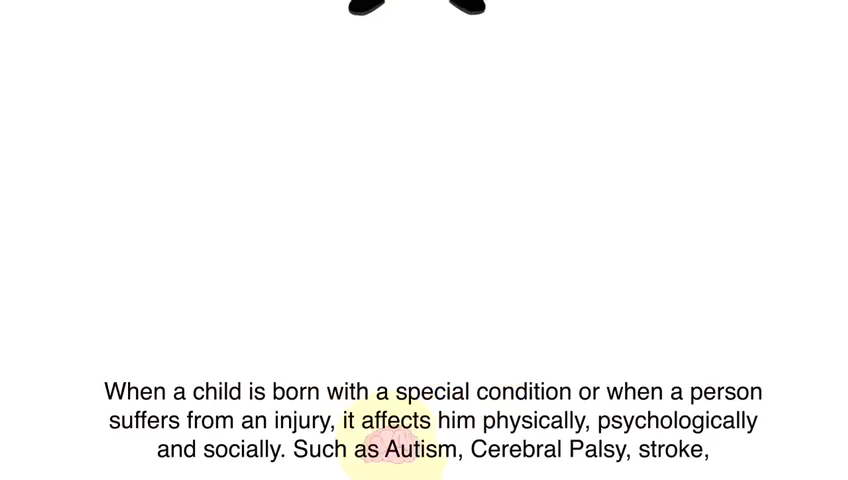 When a child is born with a special condition or when a person
suffers from an injury, it affects him physically, psychologically
and socially. Such as Autism, Cerebral Palsy, stroke,